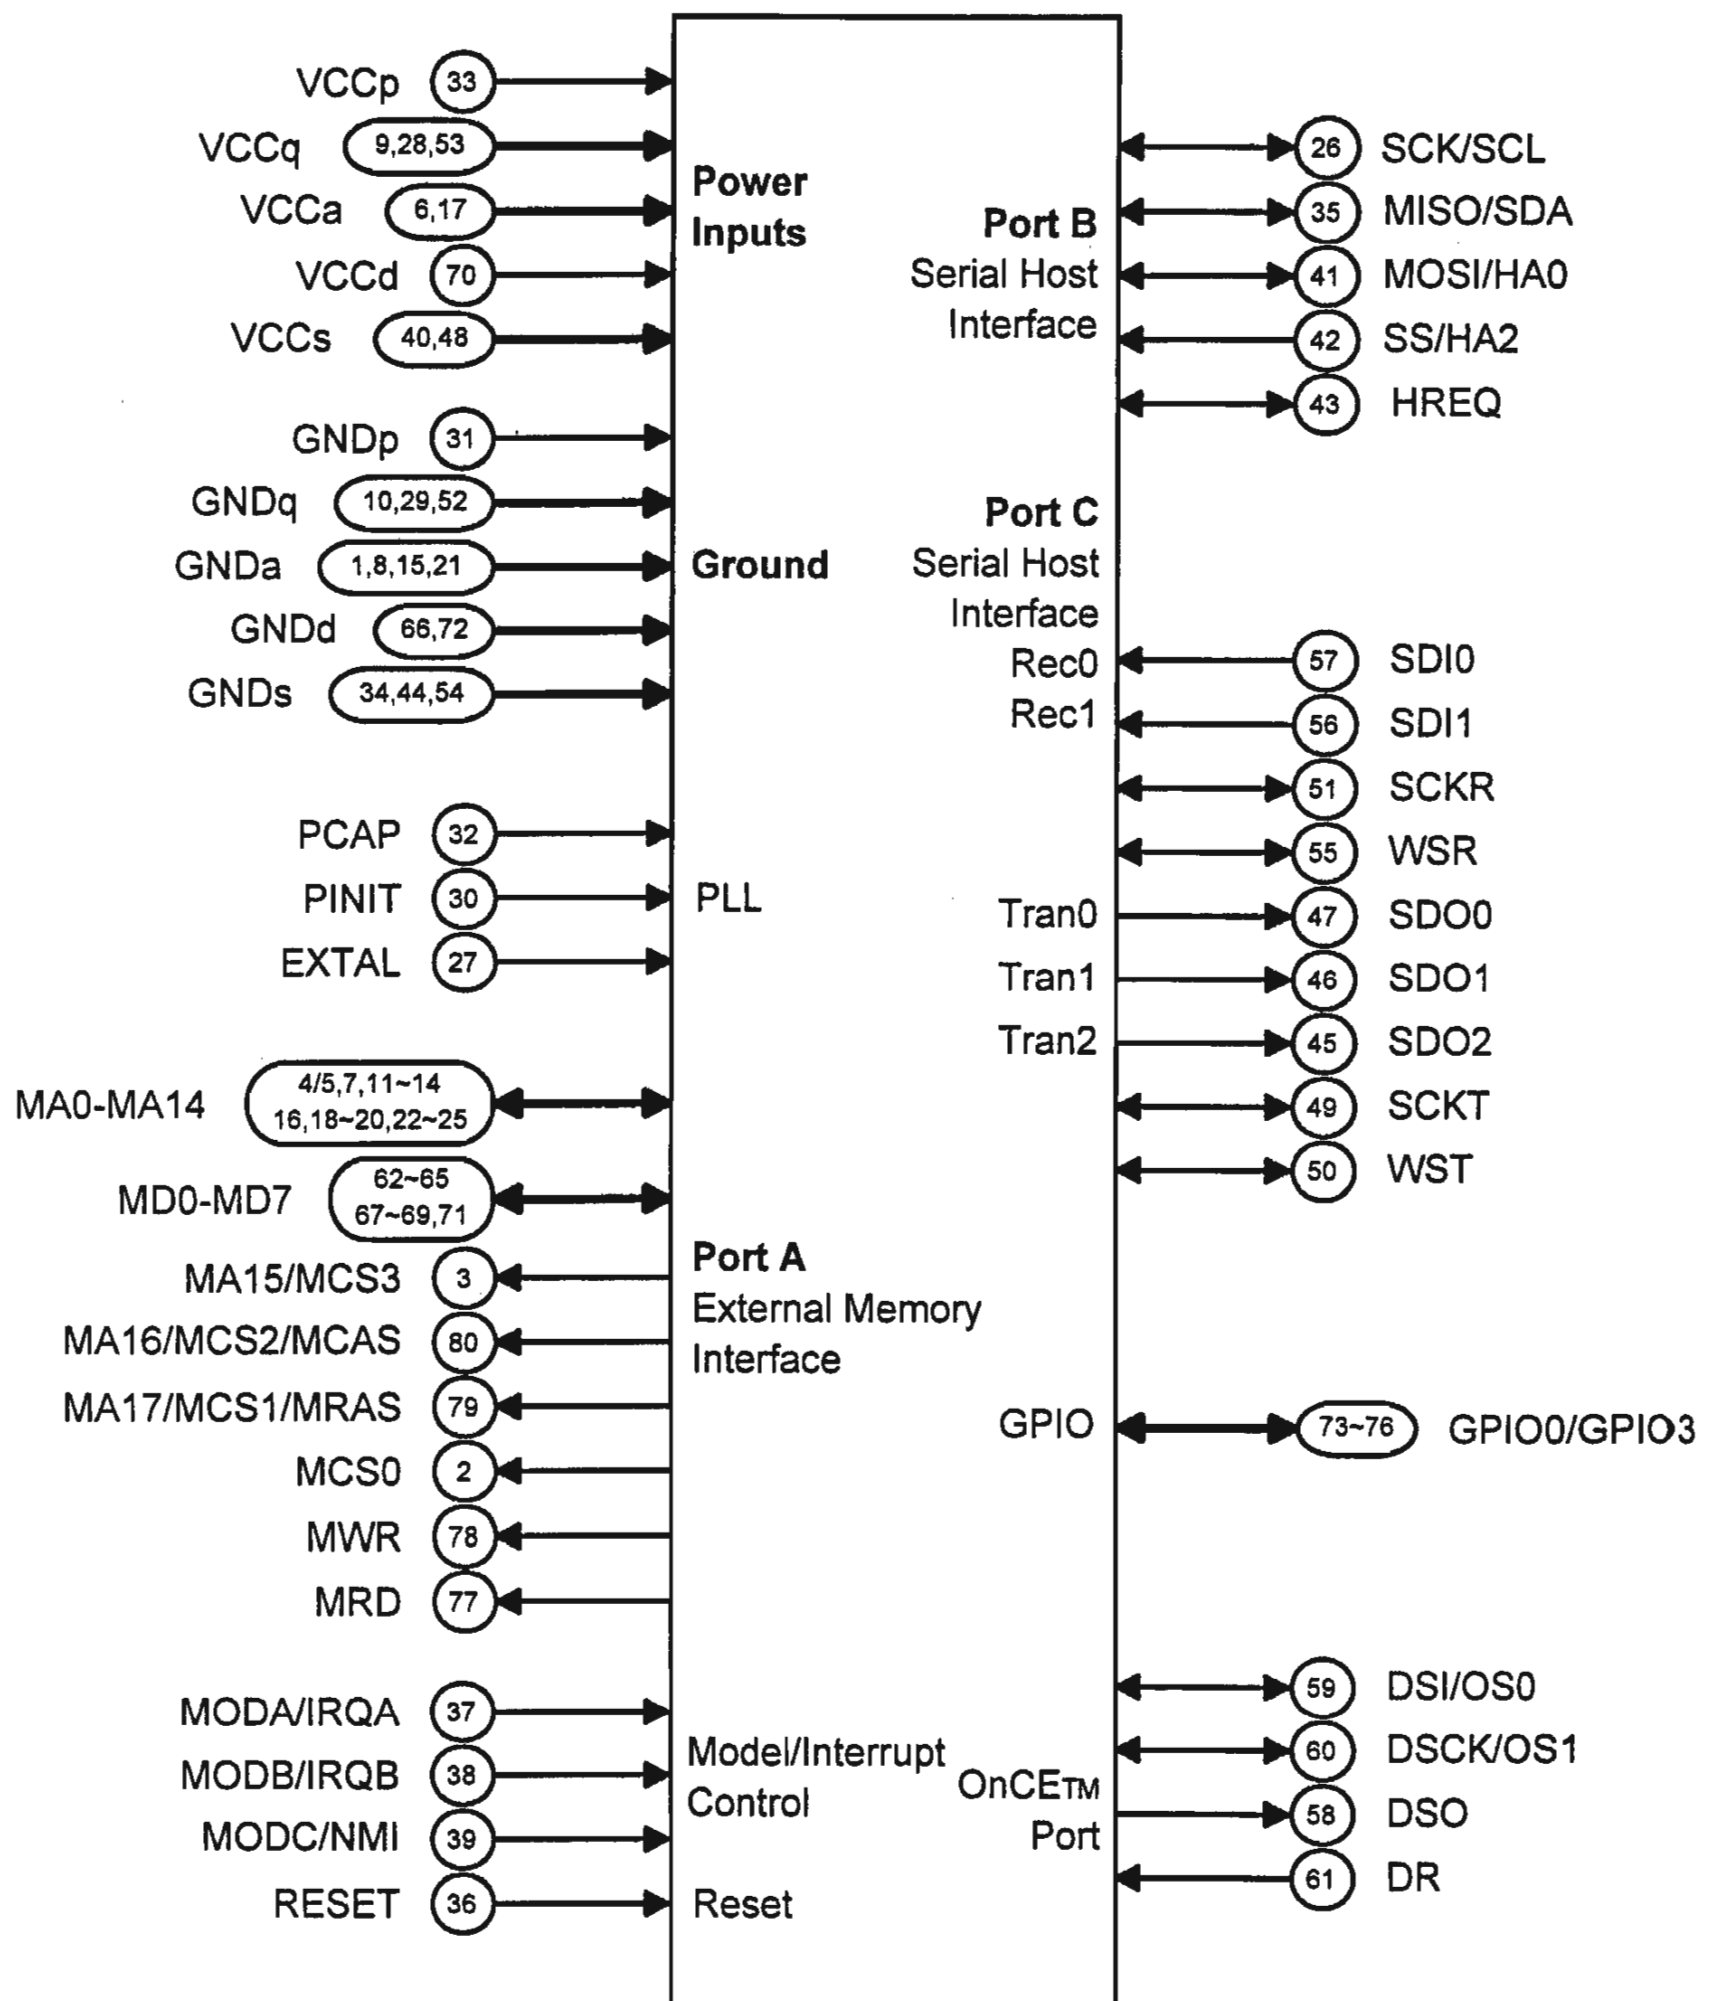 VCCp 33
VCCq 9,28,53
VCCa 6,17
VCCd 70
VCCs 40,48
Power
Inputs
GNDp 31
GNDq 10,29,52
GNDa 1,8,15,21
GNDd 66,72
GNDs 34,44,54
Ground
PCAP 32
PINIT 30
EXTAL 27
PLL
MA0-MA14 4/5,7,11~14
16,18~20,22~25
MD0-MD7 62~65
67~69,71
MA15/MCS3 3
MA16/MCS2/MCAS 80
MA17/MCS1/MRAS 79
MCS0 2
MWR 78
MRD 77
Port A
External Memory
Interface
MODA/IRQA 37
MODB/IRQB 38
MODC/NMI 39
Model/Interrupt
Control
RESET 36 Reset
Port B
Serial Host
Interface
26 SCK/SCL
35 MISO/SDA
41 MOSI/HA0
42 SS/HA2
43 HREQ
Port C
Serial Host
Interface
Rec0 57 SDI0
Rec1 56 SDI1
51 SCKR
55 WSR
Tran0 47 SDO0
Tran1 46 SDO1
Tran2 45 SDO2
49 SCKT
50 WST
GPIO 73~76 GPIO0/GPIO3
OnCETM
Port
59 DSI/OS0
60 DSCK/OS1
58 DSO
61 DR